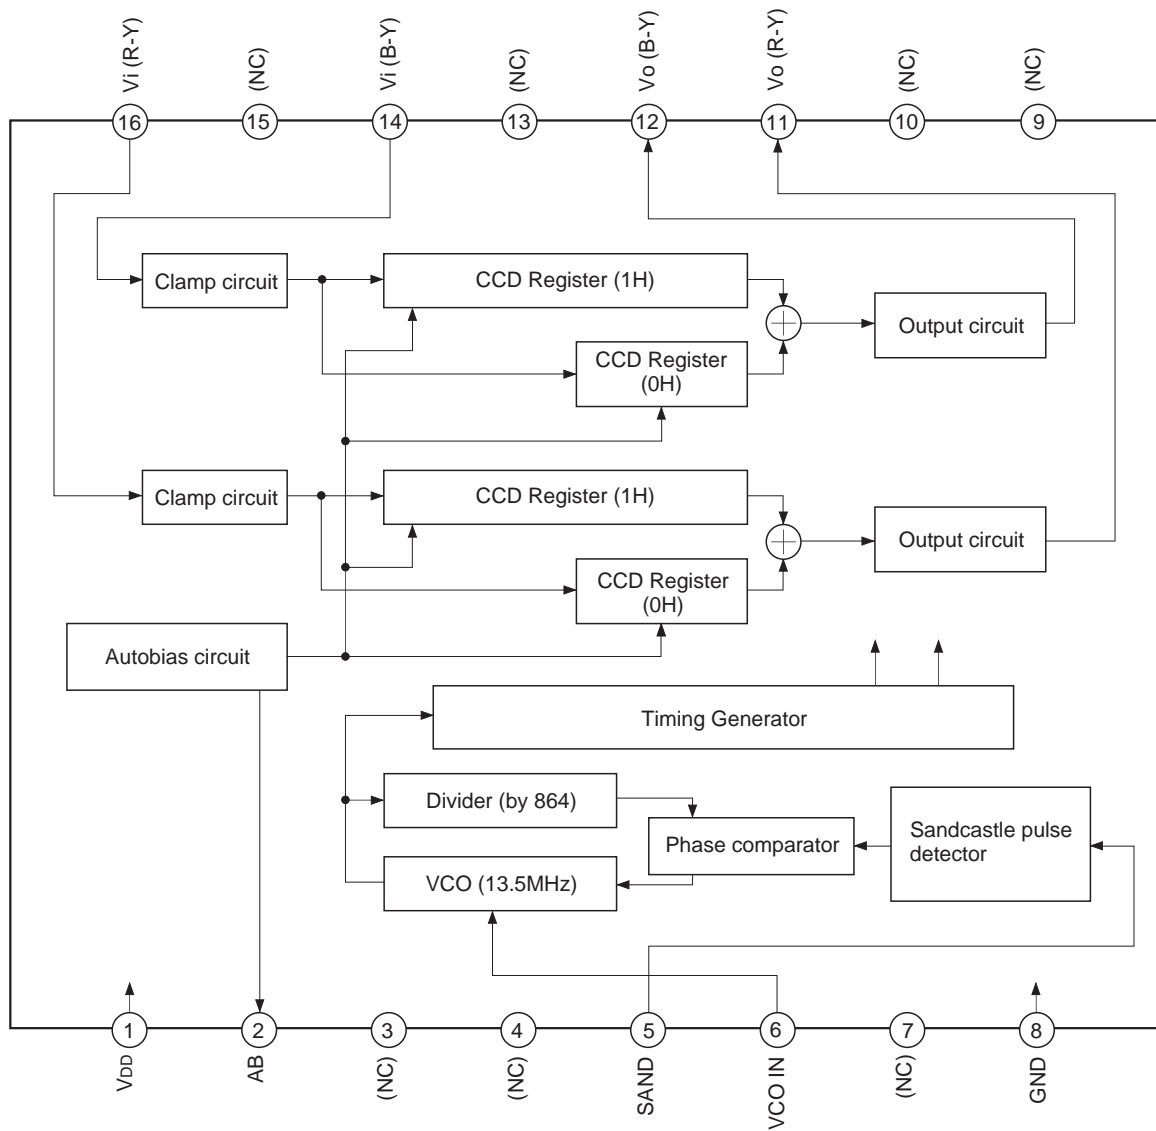 Vi (R-Y)
(NC)
Vi (B-Y)
(NC)
Vo (B-Y)
Vo (R-Y)
(NC)
(NC)
16
15
14
13
12
11
10
9
Clamp circuit
CCD Register (1H)
Output circuit
CCD Register
(0H)
Clamp circuit
CCD Register (1H)
Output circuit
CCD Register
(0H)
Autobias circuit
Timing Generator
Divider (by 864)
Phase comparator
Sandcastle pulse
detector
VCO (13.5MHz)
1
2
3
4
5
6
7
8
VDD
AB
(NC)
(NC)
SAND
VCO IN
(NC)
GND